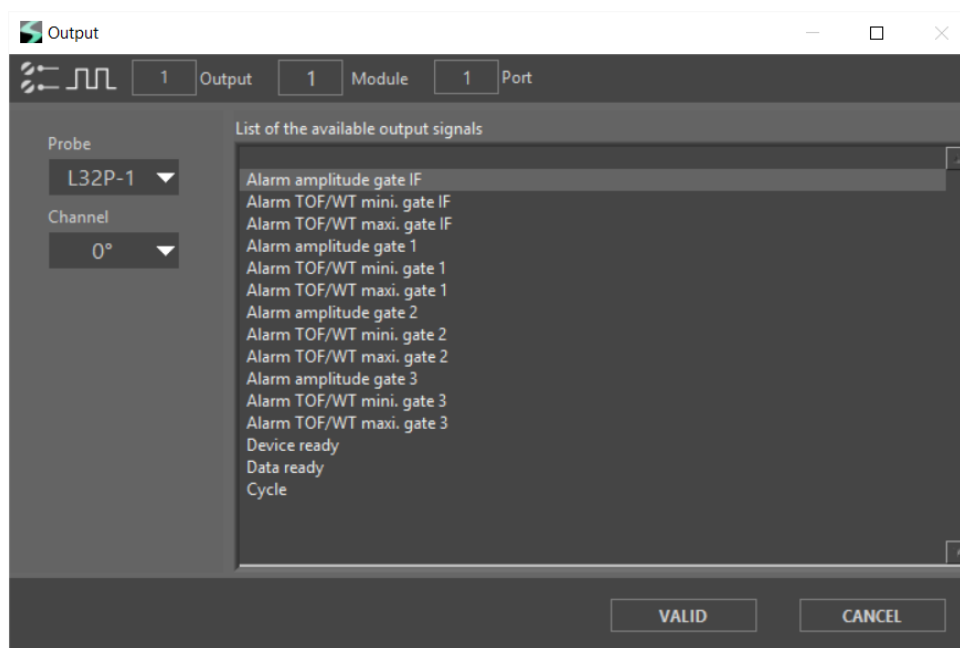 Output
1 Output 1 Module 1 Port
Probe
L32P-1
Channel
0°
List of the available output signals
Alarm amplitude gate IF
Alarm TOF/WT mini. gate IF
Alarm TOF/WT maxi. gate IF
Alarm amplitude gate 1
Alarm TOF/WT mini. gate 1
Alarm TOF/WT maxi. gate 1
Alarm amplitude gate 2
Alarm TOF/WT mini. gate 2
Alarm TOF/WT maxi. gate 2
Alarm amplitude gate 3
Alarm TOF/WT mini. gate 3
Alarm TOF/WT maxi. gate 3
Device ready
Data ready
Cycle
VALID CANCEL